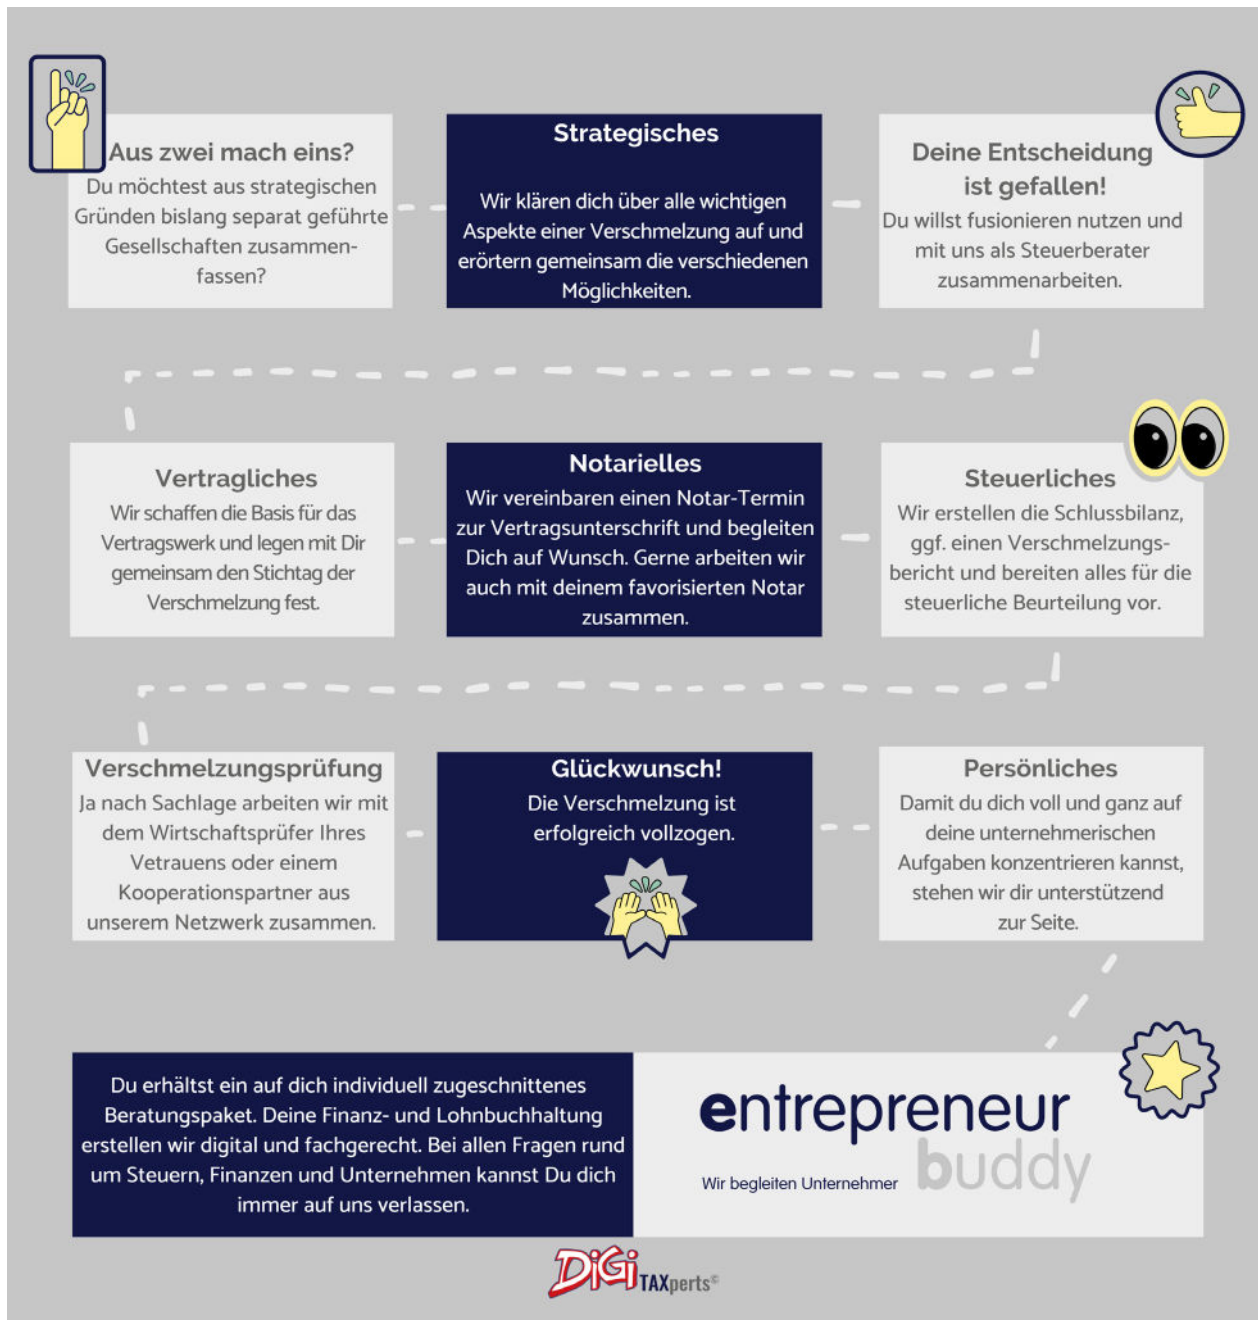 Aus zwei mach eins?
Du möchtest aus strategischen
Gründen bislang separat geführte
Gesellschaften zusammen-
fassen?
Strategisches
Wir klären dich über alle wichtigen
Aspekte einer Verschmelzung auf und
erörtern gemeinsam die verschiedenen
Möglichkeiten.
Deine Entscheidung
ist gefallen!
Du willst fusionieren nutzen und
mit uns als Steuerberater
zusammenarbeiten.
Vertragliches
Wir schaffen die Basis für das
Vertragswerk und legen mit Dir
gemeinsam den Stichtag der
Verschmelzung fest.
Notarielles
Wir vereinbaren einen Notar-Termin
zur Vertragsunterschrift und begleiten
Dich auf Wunsch. Gerne arbeiten wir
auch mit deinem favorisierten Notar
zusammen.
Steuerliches
Wir erstellen die Schlussbilanz,
ggf. einen Verschmelzungs-
bericht und bereiten alles für die
steuerliche Beurteilung vor.
Verschmelzungsprüfung
Ja nach Sachlage arbeiten wir mit
dem Wirtschaftsprüfer Ihres
Vetrauens oder einem
Kooperationspartner aus
unserem Netzwerk zusammen.
Glückwunsch!
Die Verschmelzung ist
erfolgreich vollzogen.
Persönliches
Damit du dich voll und ganz auf
deine unternehmerischen
Aufgaben konzentrieren kannst,
stehen wir dir unterstützend
zur Seite.
Du erhältst ein auf dich individuell zugeschnittenes
Beratungspaket. Deine Finanz- und Lohnbuchhaltung
erstellen wir digital und fachgerecht. Bei allen Fragen rund
um Steuern, Finanzen und Unternehmen kannst Du dich
immer auf uns verlassen.
entrepreneur
buddy
Wir begleiten Unternehmer
DiGi TAXperts©